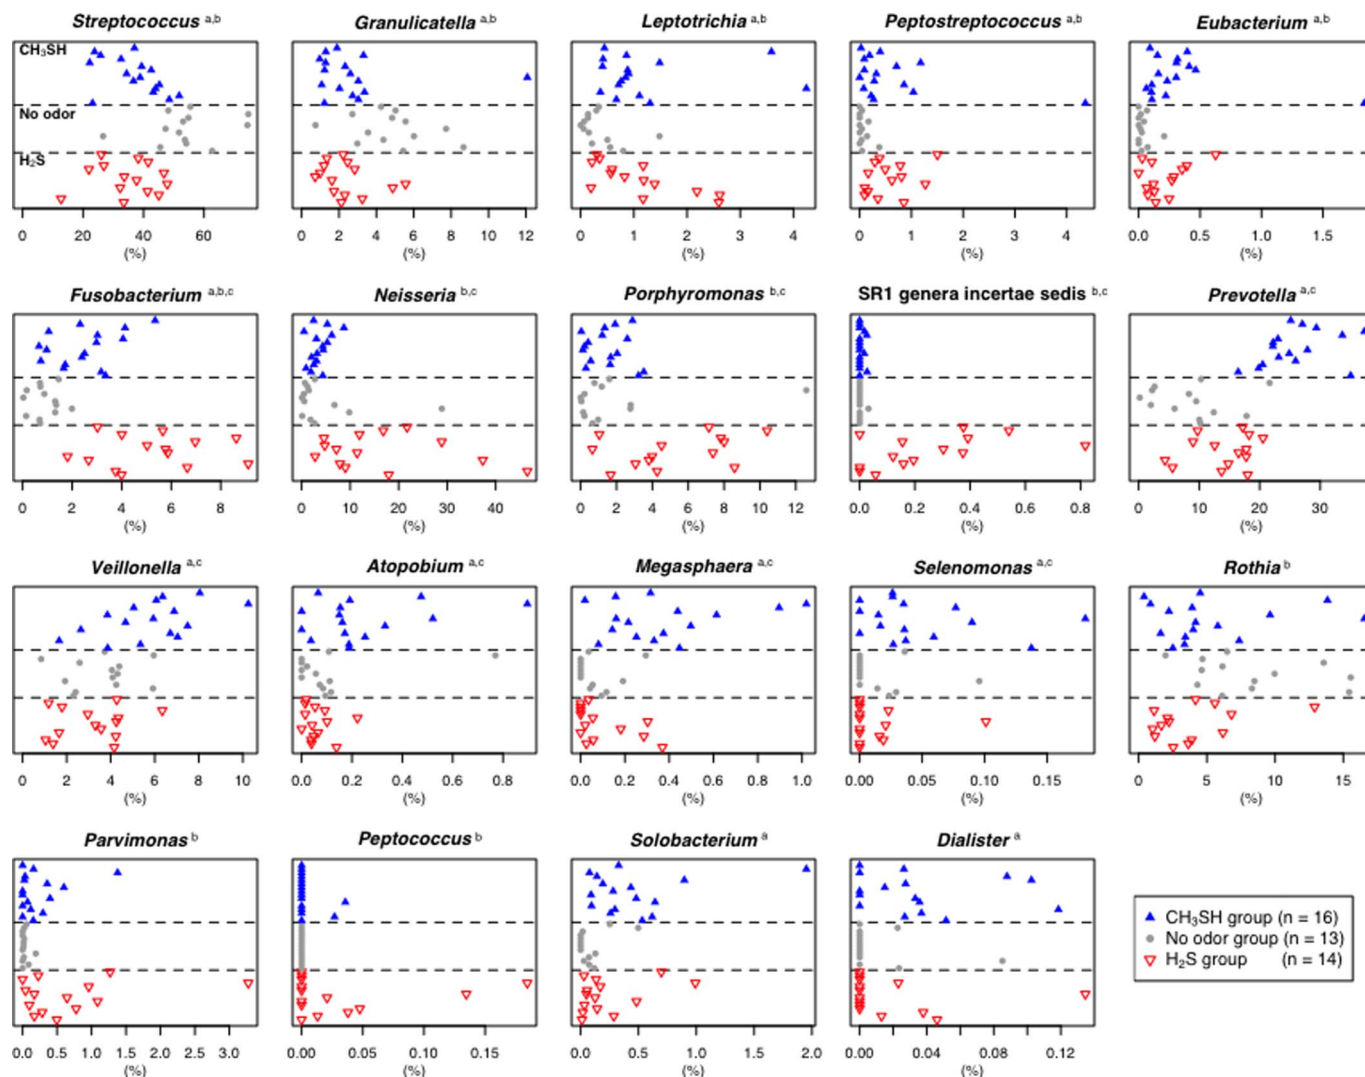 Streptococcus a,b Granulicatella a,b Leptotrichia a,b Peptostreptococcus a,b Eubacterium a,b
CH₃SH
No odor
H₂S
0 20 40 60 0 2 4 6 8 10 12 0 1 2 3 4 0 1 2 3 4 0.0 0.5 1.0 1.5
(%) (%) (%) (%) (%)
Fusobacterium a,b,c Neisseria b,c Porphyromonas b,c SR1 genera incertae sedis b,c Prevotella a,c
0 2 4 6 8 0 10 20 30 40 0 2 4 6 8 10 12 0.0 0.2 0.4 0.6 0.8 0 10 20 30
(%) (%) (%) (%) (%)
Veillonella a,c Atopobium a,c Megasphaera a,c Selenomonas a,c Rothia b
0 2 4 6 8 10 0.0 0.2 0.4 0.6 0.8 0.0 0.2 0.4 0.6 0.8 1.0 0.00 0.05 0.10 0.15 0 5 10 15
(%) (%) (%) (%) (%)
Parvimonas b Peptococcus b Solobacterium a Dialister a
CH₃SH group (n = 16)
No odor group (n = 13)
H₂S group (n = 14)
0.0 0.5 1.0 1.5 2.0 2.5 3.0 0.00 0.05 0.10 0.15 0.0 0.5 1.0 1.5 2.0 0.00 0.04 0.08 0.12
(%) (%) (%) (%)